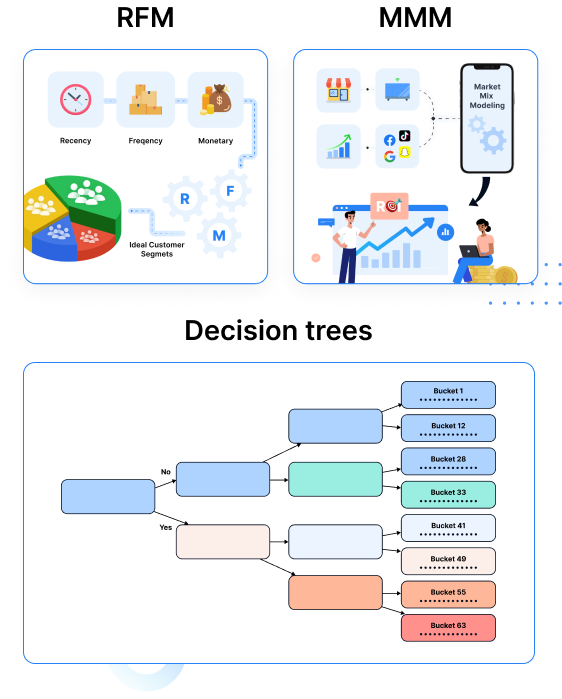 RFM
MMM
Recency
Freqency
Monetary
R
F
M
Ideal Customer
Segmets
Market
Mix
Modeling
G
RO
Decision trees
No
Yes
Bucket 1
Bucket 12
Bucket 28
Bucket 33
Bucket 41
Bucket 49
Bucket 55
Bucket 63